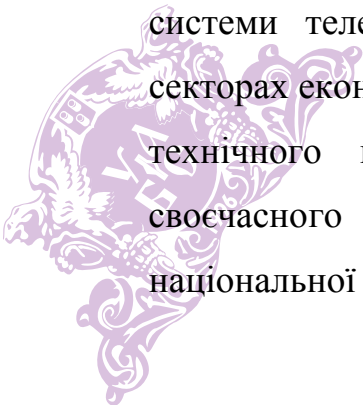 системи теле
секторах екон
технічного
своєчасного
національної